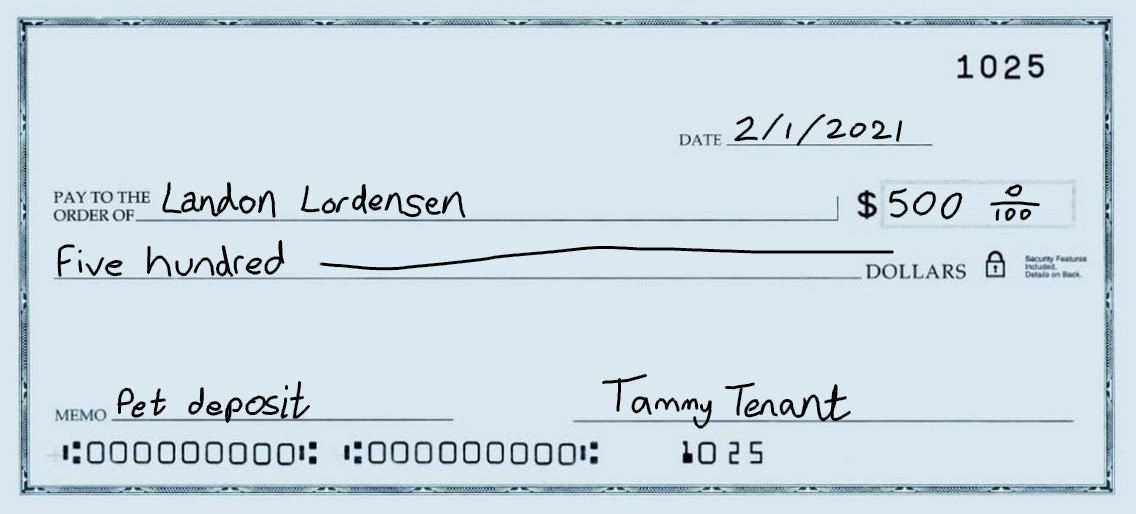 1025
DATE 2/1/2021
PAY TO THE ORDER OF Landon Lordensen $ 500 0/100
Five hundred DOLLARS Security Features Included. Details on Back.
MEMO Pet deposit Tammy Tenant
⑆000000000⑆ ⑆000000000⑆ 1025